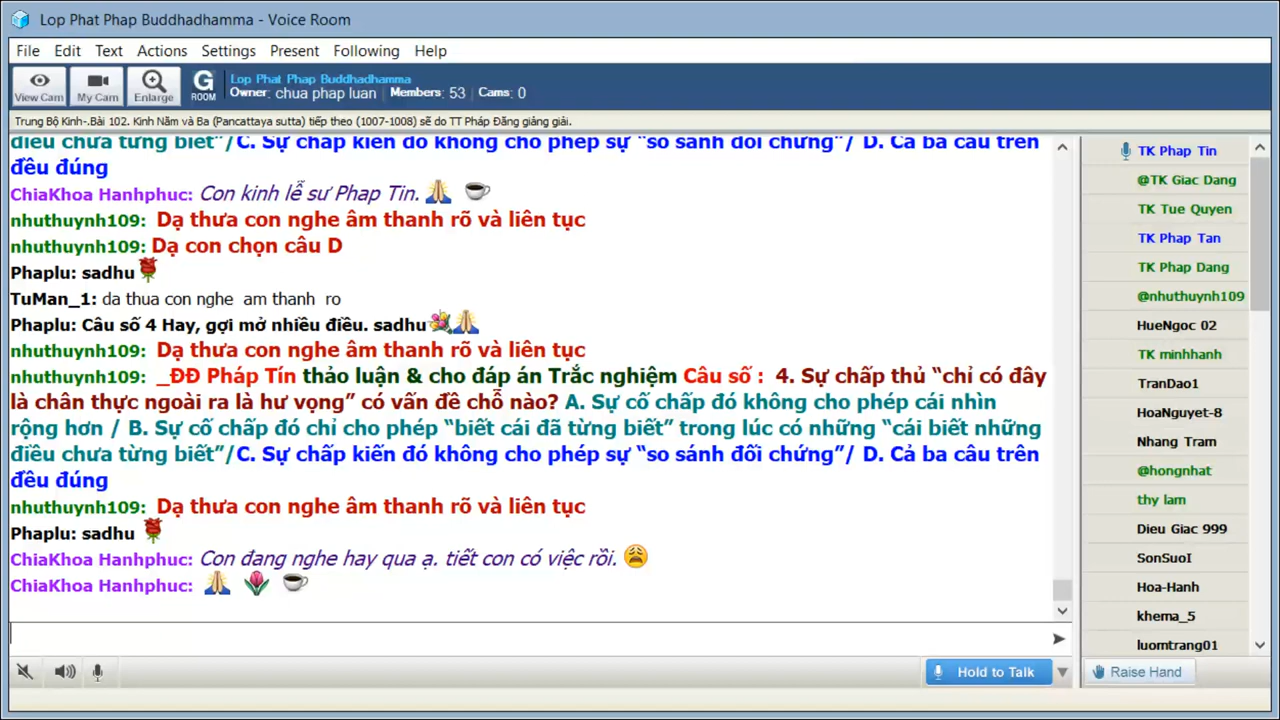 Lop Phat Phap Buddhadhamma - Voice Room
File Edit Text Actions Settings Present Following Help
View Cam My Cam Enlarge G ROOM
Lop Phat Phap Buddhadhamma
Owner: chua phap luan Members: 53 Cams: 0
Trung Bộ Kinh-.Bài 102. Kinh Năm và Ba (Pancattaya sutta) tiếp theo (1007-1008) sẽ do TT Pháp Đăng giảng giải.
điều chưa từng biết”/C. Sự chấp kiến đó không cho phép sự “so sánh đối chứng”/ D. Cả ba câu trên
đều đúng
ChiaKhoa Hanhphuc: Con kinh lễ sư Phap Tin.
nhuthuynh109: Dạ thưa con nghe âm thanh rõ và liên tục
nhuthuynh109: Dạ con chọn câu D
Phaplu: sadhu
TuMan_1: da thua con nghe am thanh ro
Phaplu: Câu số 4 Hay, gợi mở nhiều điều. sadhu
nhuthuynh109: Dạ thưa con nghe âm thanh rõ và liên tục
nhuthuynh109: _ĐĐ Pháp Tín thảo luận & cho đáp án Trắc nghiệm Câu số : 4. Sự chấp thủ “chỉ có đây
là chân thực ngoài ra là hư vọng” có vấn đề chỗ nào? A. Sự cố chấp đó không cho phép cái nhìn
rộng hơn / B. Sự cố chấp đó chỉ cho phép “biết cái đã từng biết” trong lúc có những “cái biết những
điều chưa từng biết”/C. Sự chấp kiến đó không cho phép sự “so sánh đối chứng”/ D. Cả ba câu trên
đều đúng
nhuthuynh109: Dạ thưa con nghe âm thanh rõ và liên tục
Phaplu: sadhu
ChiaKhoa Hanhphuc: Con đang nghe hay qua ạ. tiết con có việc rồi.
ChiaKhoa Hanhphuc:
Hold to Talk
TK Phap Tin
@TK Giac Dang
TK Tue Quyen
TK Phap Tan
TK Phap Dang
@nhuthuynh109
HueNgoc 02
TK minhhanh
TranDao1
HoaNguyet-8
Nhang Tram
@hongnhat
thy lam
Dieu Giac 999
SonSuoI
Hoa-Hanh
khema_5
luomtrang01
Raise Hand